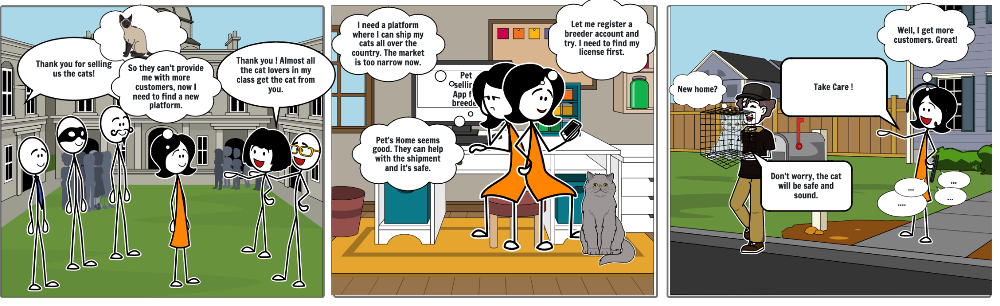 Thank you for selling
us the cats!
So they can't provide
me with more
customers, now I
need to find a new
platform.
Thank you ! Almost all
the cat lovers in my
class get the cat from
you.
I need a platform
where I can ship my
cats all over the
country. The market
is too narrow now.
Let me register a
breeder account and
try. I need to find my
license first.
Pet
App
Pet's Home seems
good. They can help
with the shipment
and it's safe.
New home?
Take Care !
Well, I get more
customers. Great!
Don't worry, the cat
will be safe and
sound.
...
...
...
....